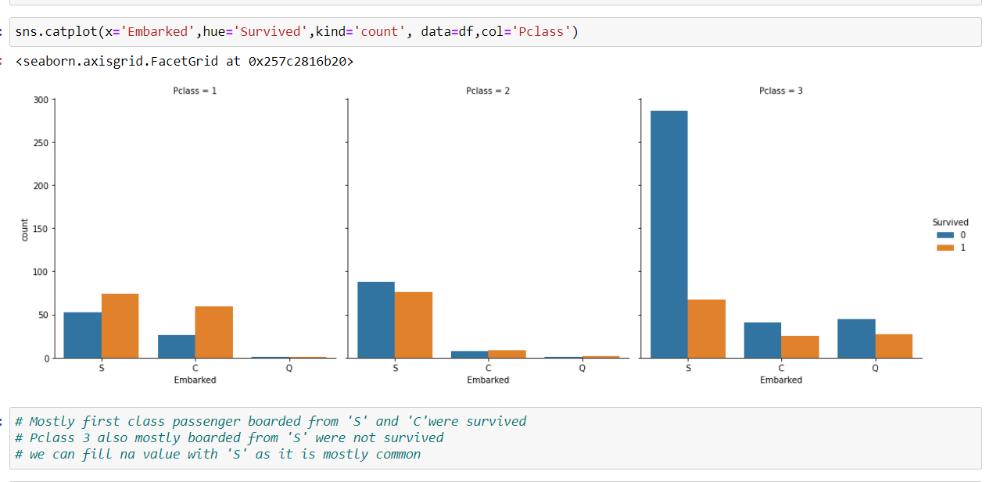 sns.catplot(x='Embarked',hue='Survived',kind='count', data=df,col='Pclass')
<seaborn.axisgrid.FacetGrid at 0x257c2816b20>
Pclass = 1
Pclass = 2
Pclass = 3
300
250
200
150
100
50
0
count
S C Q
Embarked
S C Q
Embarked
S C Q
Embarked
Survived
0
1
# Mostly first class passenger boarded from 'S' and 'C'were survived
# Pclass 3 also mostly boarded from 'S' were not survived
# we can fill na value with 'S' as it is mostly common